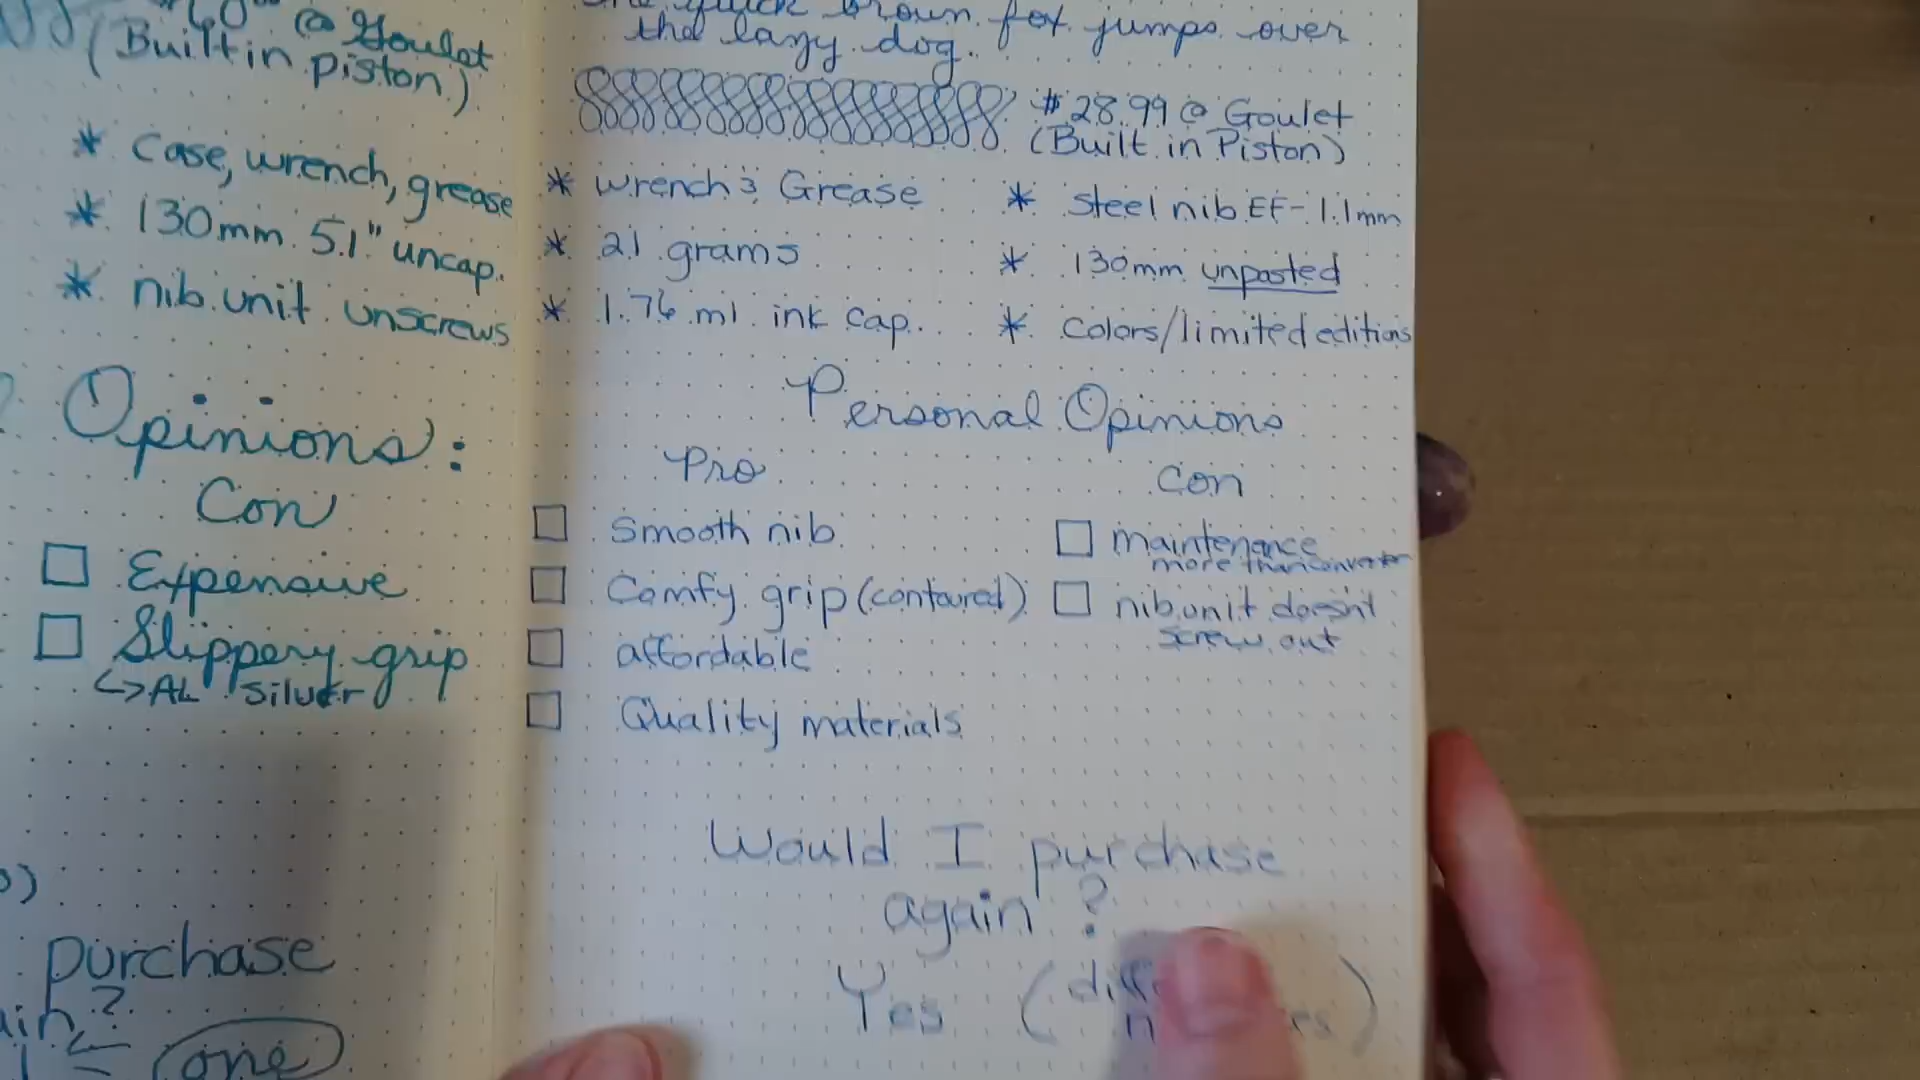 @ Goulet
(Built in piston)
* Case, wrench, grease
* 130mm 5.1" uncap.
* nib unit unscrews
Opinions:
Con
Expensive
Slippery grip
↳ AL Silver
purchase
one
brown fox jumps over
the lazy dog.
$28.99 @ Goulet
(Built in Piston)
* wrench & Grease
* steel nib EF-1.1mm
* 21 grams
* 130mm unposted
* 1.76 ml ink cap.
* colors/limited editions
Personal Opinions
Pro
Con
Smooth nib
Comfy grip (contoured)
affordable
Quality materials
maintenance
more than converter
nib unit doesn't
screw out
Would I purchase
again?
Yes